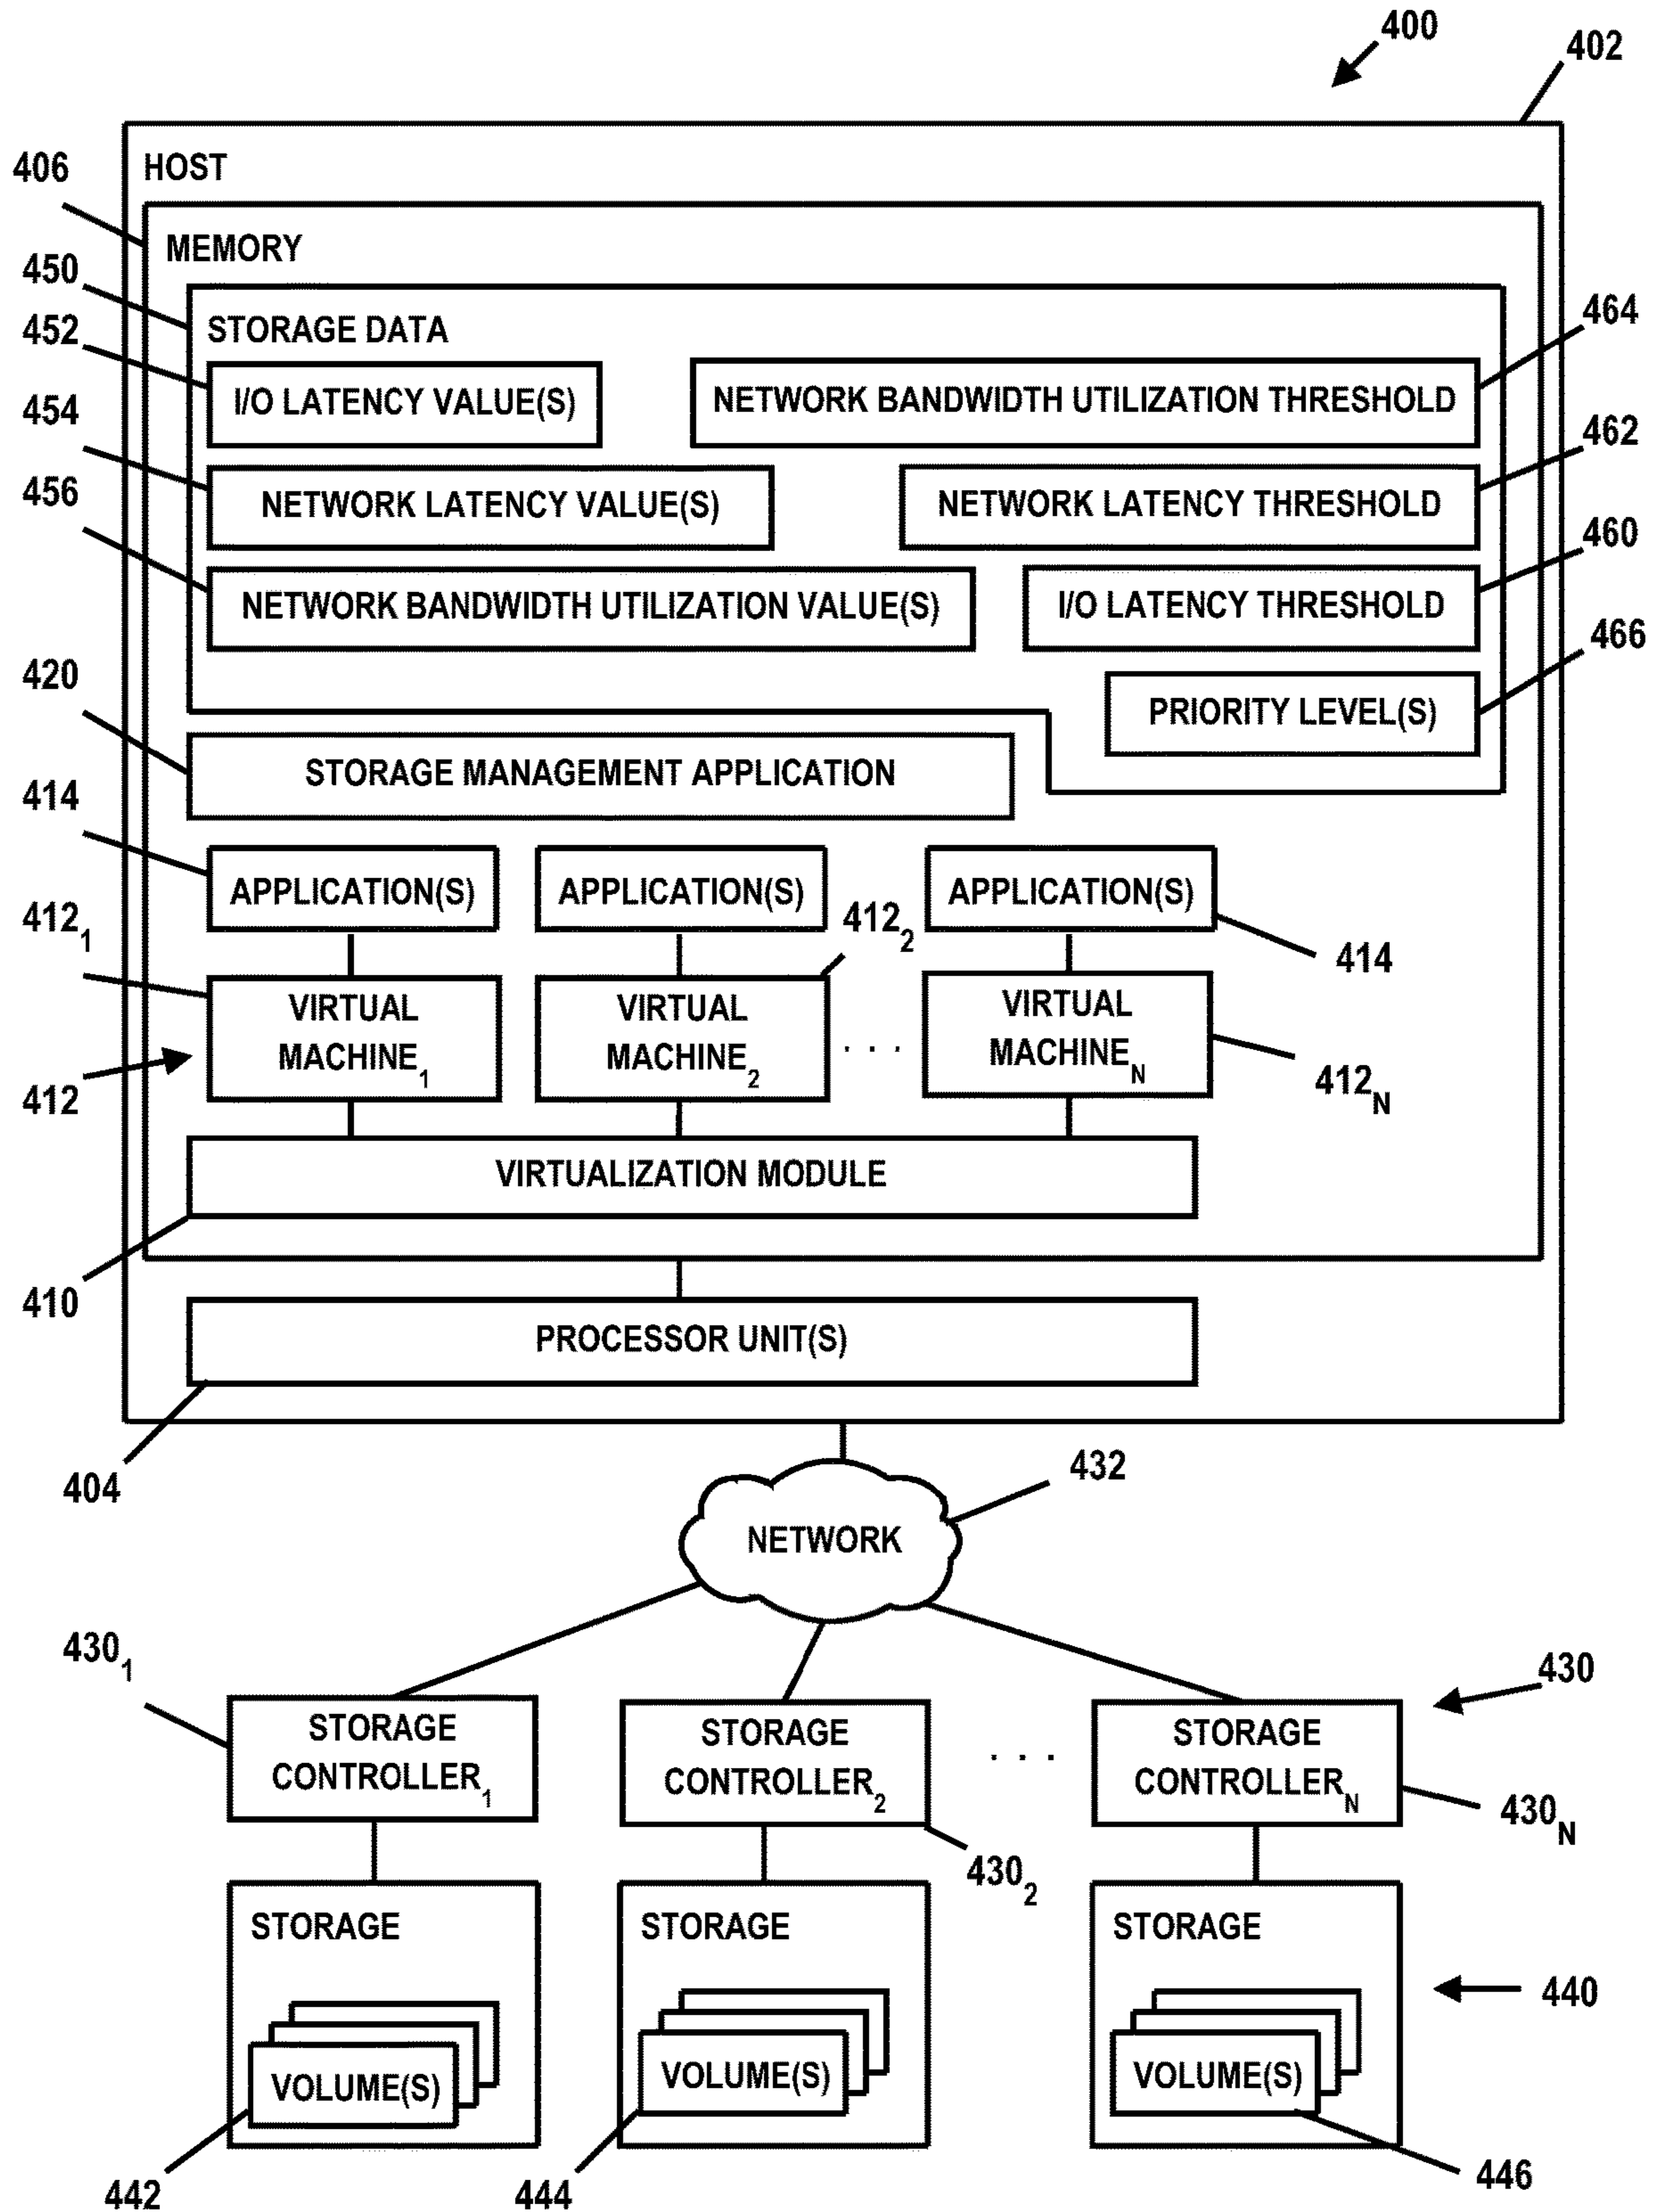 400
402
406
HOST
MEMORY
450
STORAGE DATA
464
452
I/O LATENCY VALUE(S)
NETWORK BANDWIDTH UTILIZATION THRESHOLD
454
462
NETWORK LATENCY VALUE(S)
NETWORK LATENCY THRESHOLD
456
460
NETWORK BANDWIDTH UTILIZATION VALUE(S)
I/O LATENCY THRESHOLD
466
420
PRIORITY LEVEL(S)
STORAGE MANAGEMENT APPLICATION
414
APPLICATION(S)
APPLICATION(S)
APPLICATION(S)
412₁
412₂
414
VIRTUAL
MACHINE₁
VIRTUAL
MACHINE₂
. . .
VIRTUAL
MACHINE_N
412
412_N
VIRTUALIZATION MODULE
410
PROCESSOR UNIT(S)
404
432
NETWORK
430₁
430
STORAGE
CONTROLLER₁
STORAGE
CONTROLLER₂
. . .
STORAGE
CONTROLLER_N
430_N
430₂
STORAGE
STORAGE
STORAGE
440
VOLUME(S)
VOLUME(S)
VOLUME(S)
442
444
446